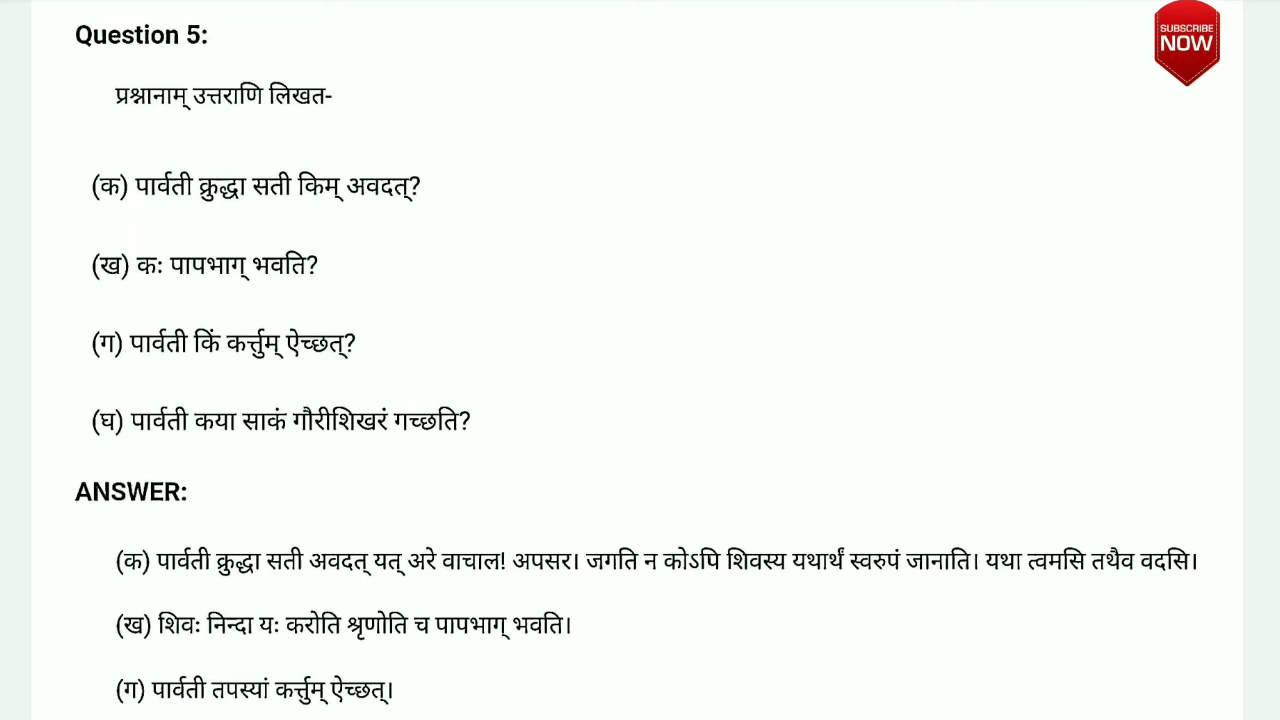 Question 5:
SUBSCRIBE
NOW
प्रश्नानाम् उत्तराणि लिखत-
(क) पार्वती क्रुद्धा सती किम् अवदत्?
(ख) कः पापभाग् भवति?
(ग) पार्वती किं कर्त्तुम् ऐच्छत्?
(घ) पार्वती कया साकं गौरीशिखरं गच्छति?
ANSWER:
(क) पार्वती क्रुद्धा सती अवदत् यत् अरे वाचाल! अपसर। जगति न कोऽपि शिवस्य यथार्थं स्वरुपं जानाति। यथा त्वमसि तथैव वदसि।
(ख) शिवः निन्दा यः करोति श्रृणोति च पापभाग् भवति।
(ग) पार्वती तपस्यां कर्त्तुम् ऐच्छत्।